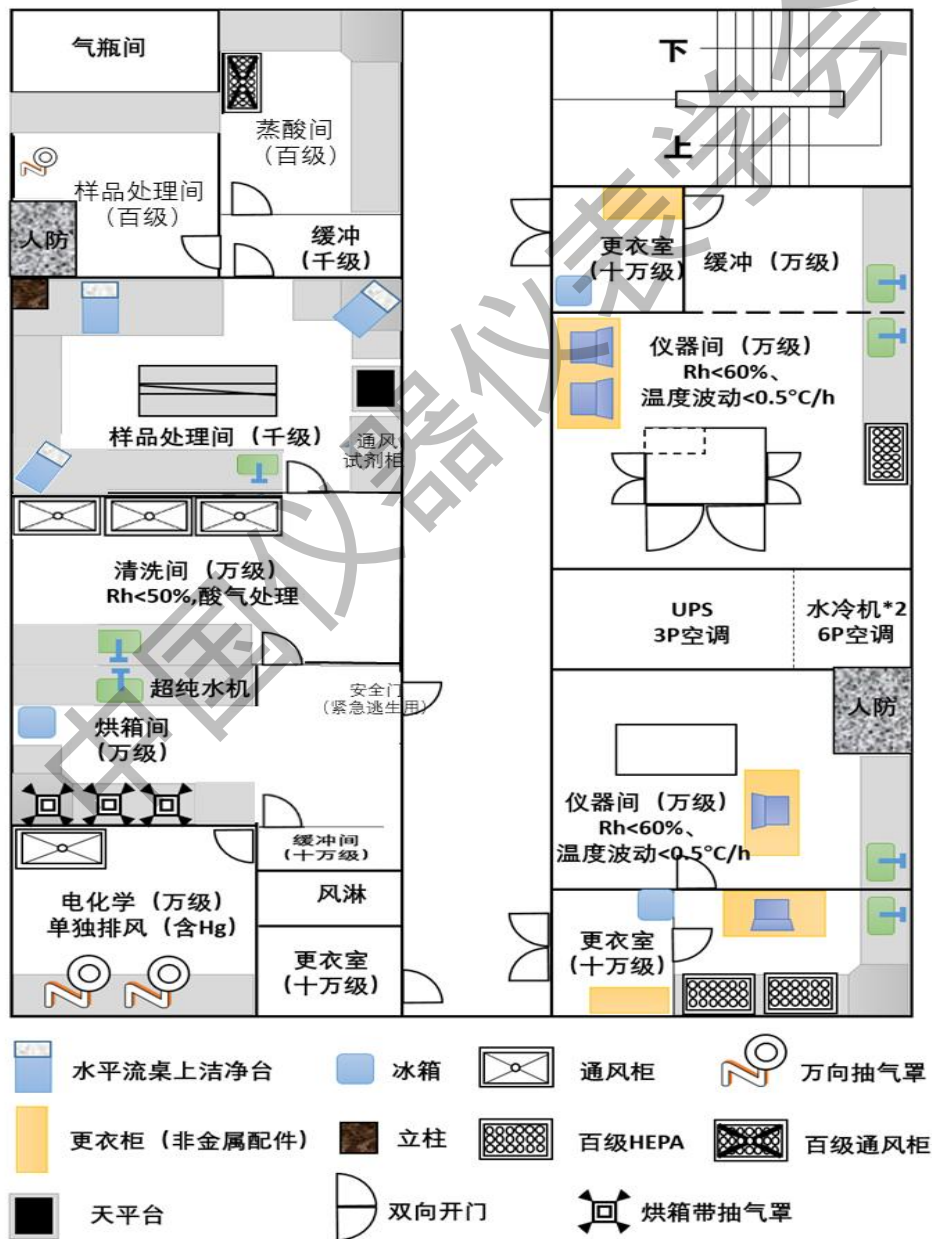 气瓶间
蒸酸间
（百级）
样品处理间
（百级）
人防
缓冲
（千级）
样品处理间（千级）
通风
试剂柜
清洗间（万级）
Rh<50%,酸气处理
超纯水机
安全门
（紧急逃生用）
烘箱间
（万级）
缓冲间
（十万级）
电化学（万级）
单独排风（含Hg）
风淋
更衣室
（十万级）
下
上
更衣室
（十万级）
缓冲（万级）
仪器间（万级）
Rh<60%、
温度波动<0.5°C/h
UPS
3P空调
水冷机*2
6P空调
人防
仪器间（万级）
Rh<60%、
温度波动<0.5°C/h
更衣室
（十万级）
水平流桌上洁净台
冰箱
通风柜
万向抽气罩
更衣柜（非金属配件）
立柱
百级HEPA
百级通风柜
天平台
双向开门
烘箱带抽气罩
中国仪器仪表学会